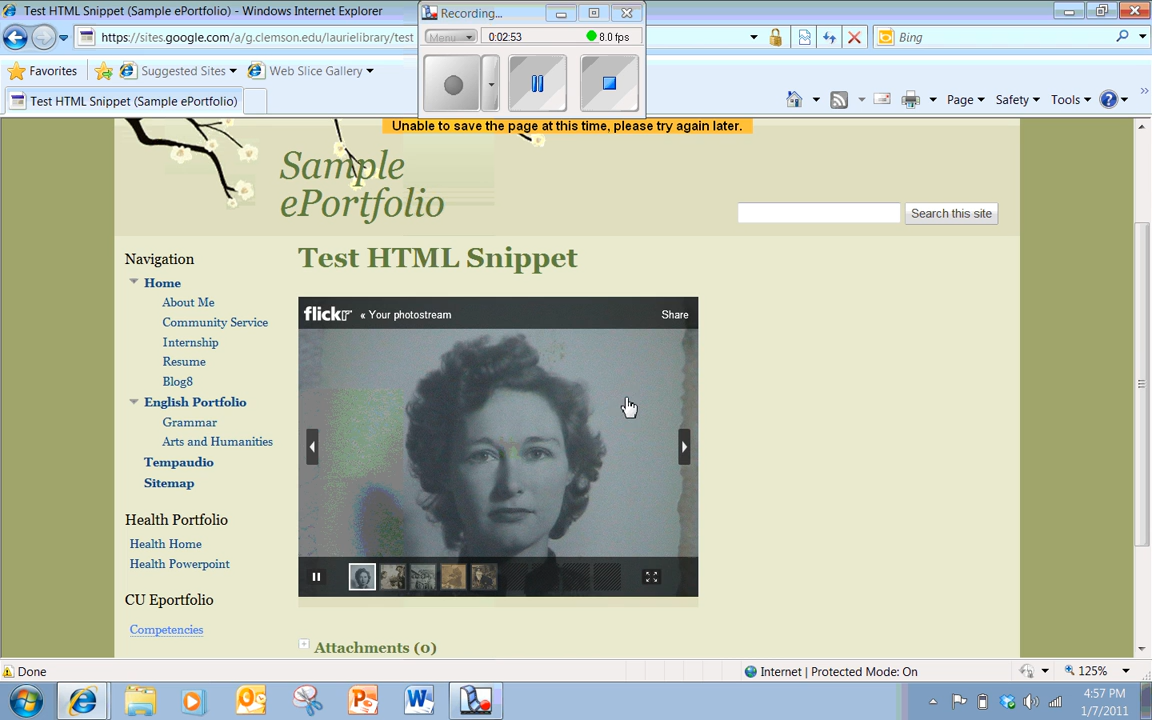 Test HTML Snippet (Sample ePortfolio) - Windows Internet Explorer
Recording...
https://sites.google.com/a/g.clemson.edu/laurielibrary/test
Menu
0:02:53
8.0 fps
Bing
Favorites
Suggested Sites
Web Slice Gallery
Test HTML Snippet (Sample ePortfolio)
Page
Safety
Tools
Unable to save the page at this time, please try again later.
Sample
ePortfolio
Search this site
Navigation
Home
About Me
Community Service
Internship
Resume
Blog8
English Portfolio
Grammar
Arts and Humanities
Tempaudio
Sitemap
Health Portfolio
Health Home
Health Powerpoint
CU Eportfolio
Competencies
Test HTML Snippet
flickr
« Your photostream
Share
Attachments (0)
Done
Internet | Protected Mode: On
125%
4:57 PM
1/7/2011